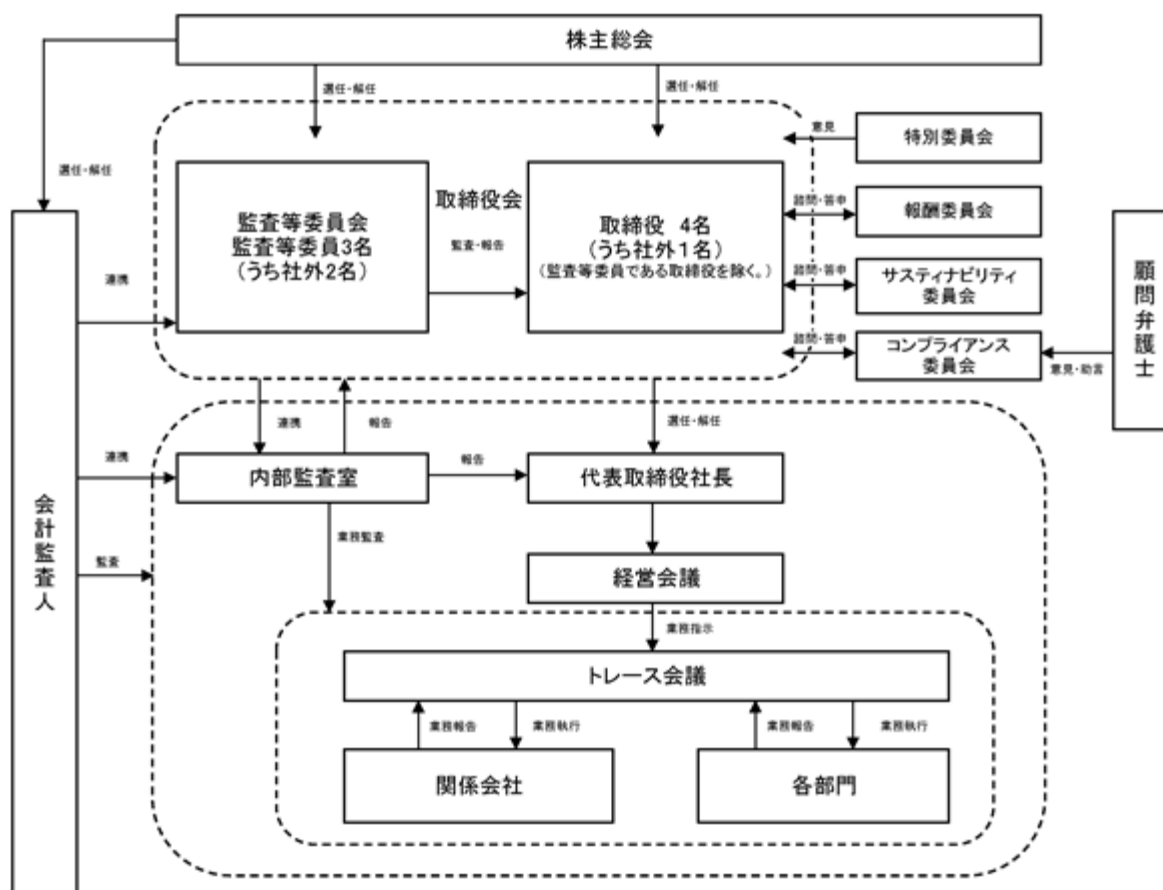 株主総会
選任・解任
選任・解任
選任・解任
意見
特別委員会
取締役会
監査等委員会
監査等委員3名
(うち社外2名)
監査・報告
取締役 4名
(うち社外1名)
(監査等委員である取締役を除く。)
諮問・答申
報酬委員会
諮問・答申
サスティナビリティ
委員会
諮問・答申
コンプライアンス
委員会
意見・助言
顧問弁護士
連携
連携
報告
選任・解任
連携
内部監査室
報告
代表取締役社長
会計監査人
監査
業務監査
経営会議
業務指示
トレース会議
業務報告
業務執行
業務報告
業務執行
関係会社
各部門